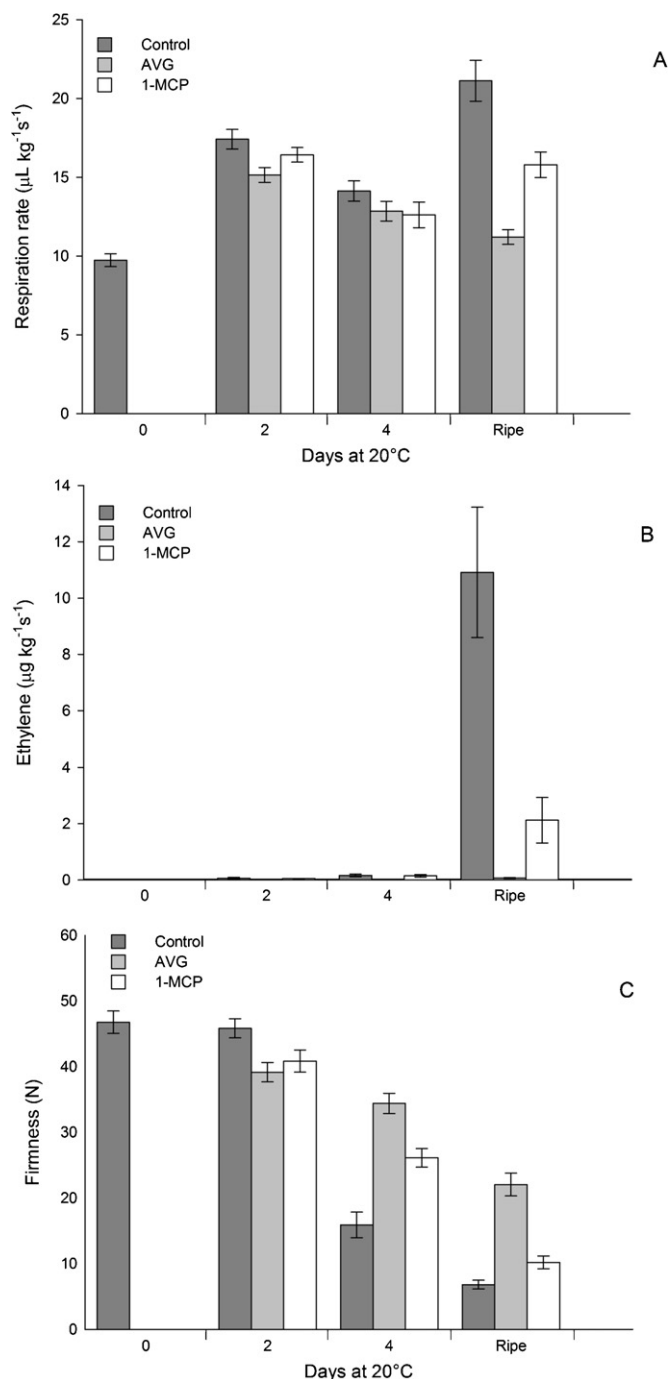 25
20
15
10
5
0
Respiration rate (μL kg⁻¹s⁻¹)
Control
AVG
1-MCP
A
0 2 4 Ripe
Days at 20°C
14
12
10
8
6
4
2
0
Ethylene (μg kg⁻¹s⁻¹)
Control
AVG
1-MCP
B
0 2 4 Ripe
60
50
40
30
20
10
0
Firmness (N)
Control
AVG
1-MCP
C
0 2 4 Ripe
Days at 20°C